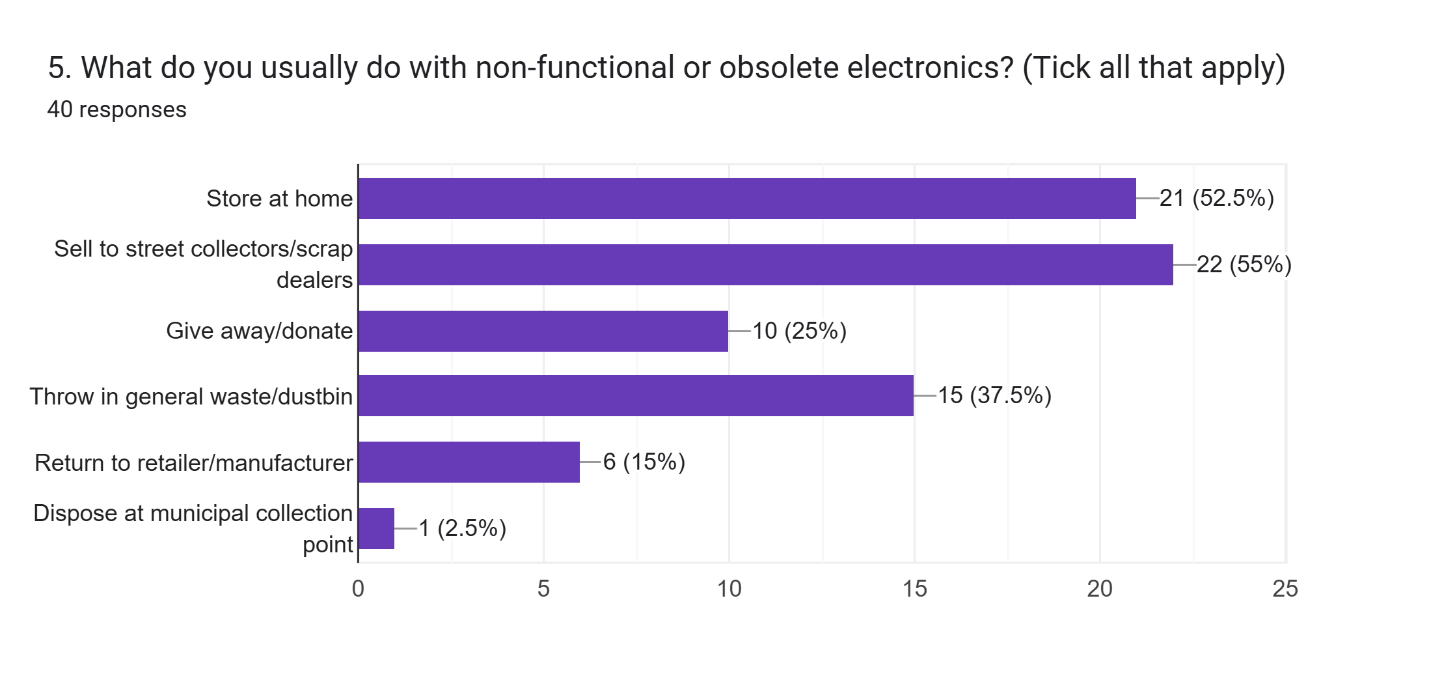 5. What do you usually do with non-functional or obsolete electronics? (Tick all that apply)
40 responses
Store at home
21 (52.5%)
Sell to street collectors/scrap
dealers
22 (55%)
Give away/donate
10 (25%)
Throw in general waste/dustbin
15 (37.5%)
Return to retailer/manufacturer
6 (15%)
Dispose at municipal collection
point
1 (2.5%)
0 5 10 15 20 25